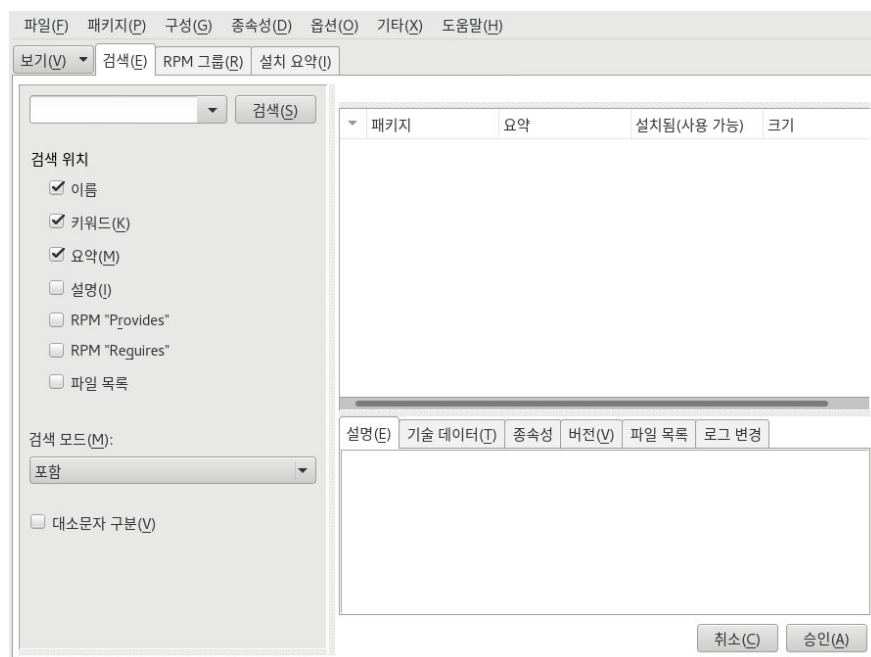 파일(F) 패키지(P) 구성(G) 종속성(D) 옵션(O) 기타(X) 도움말(H)
보기(V) 검색(E) RPM 그룹(R) 설치 요약(I)
검색(S)
검색 위치
이름
키워드(K)
요약(M)
설명(I)
RPM "Provides"
RPM "Requires"
파일 목록
검색 모드(M):
포함
대소문자 구분(V)
패키지 요약 설치됨(사용 가능) 크기
설명(E) 기술 데이터(T) 종속성 버전(V) 파일 목록 로그 변경
취소(C) 승인(A)